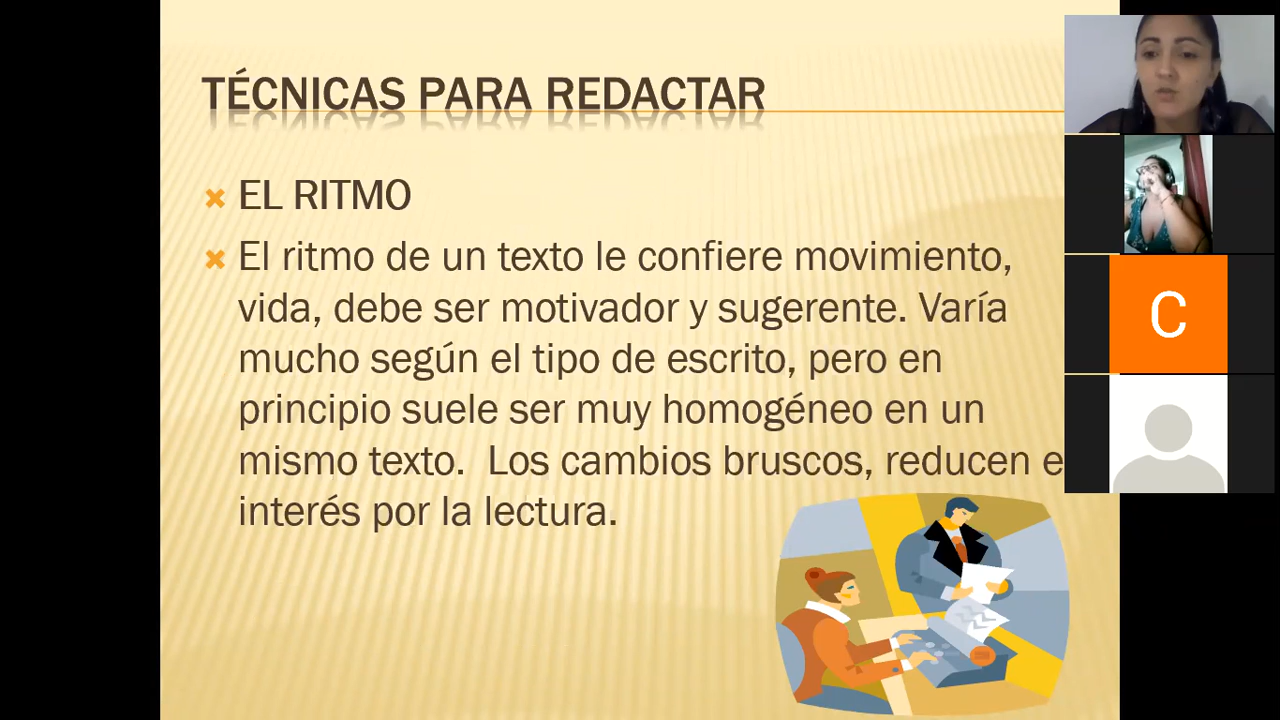 TÉCNICAS PARA REDACTAR
EL RITMO
El ritmo de un texto le confiere movimiento,
vida, debe ser motivador y sugerente. Varía
mucho según el tipo de escrito, pero en
principio suele ser muy homogéneo en un
mismo texto. Los cambios bruscos, reducen e
interés por la lectura.
C